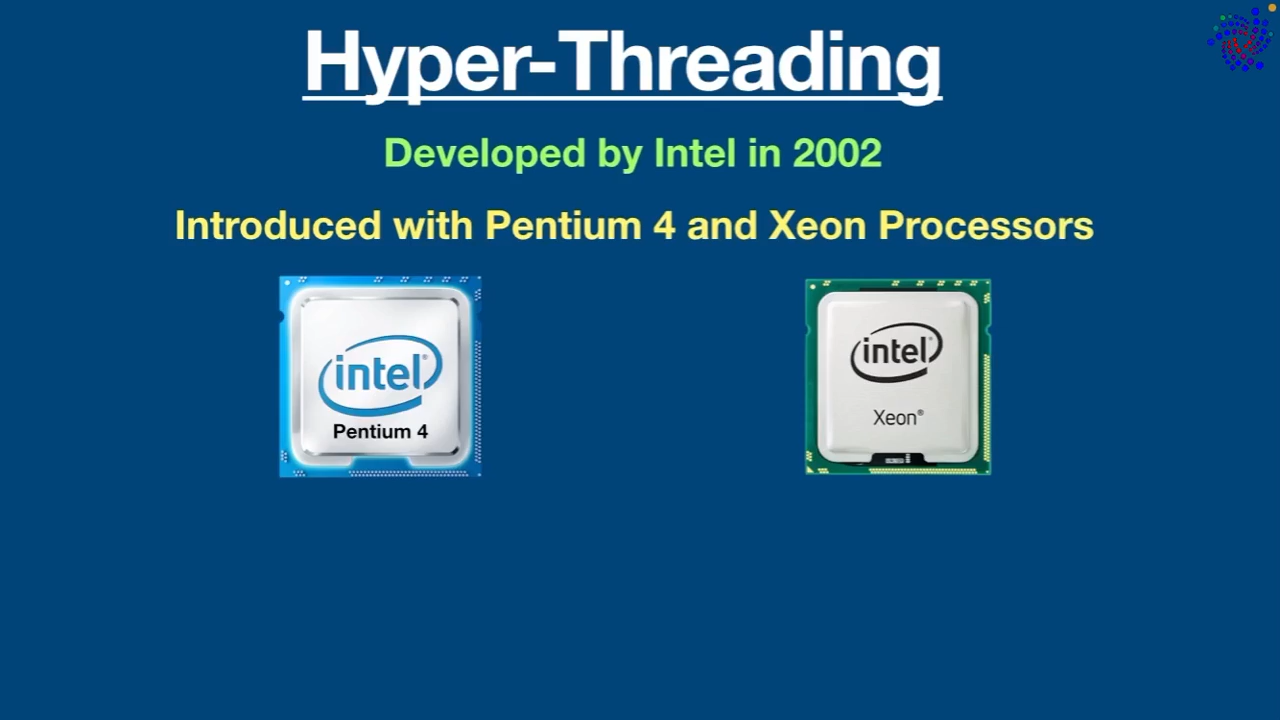 Hyper-Threading
Developed by Intel in 2002
Introduced with Pentium 4 and Xeon Processors
intel®
Pentium 4
intel®
Xeon®